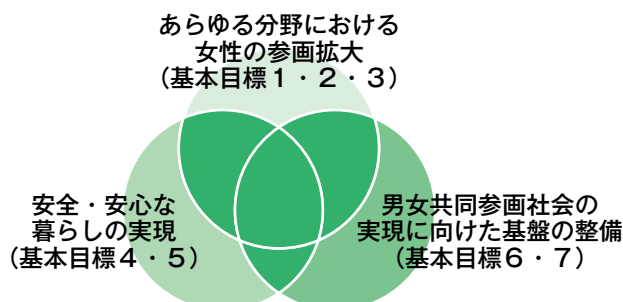 あらゆる分野における
女性の参画拡大
（基本目標１・２・３）
安全・安心な
暮らしの実現
（基本目標４・５）
男女共同参画社会の
実現に向けた基盤の整備
（基本目標６・７）